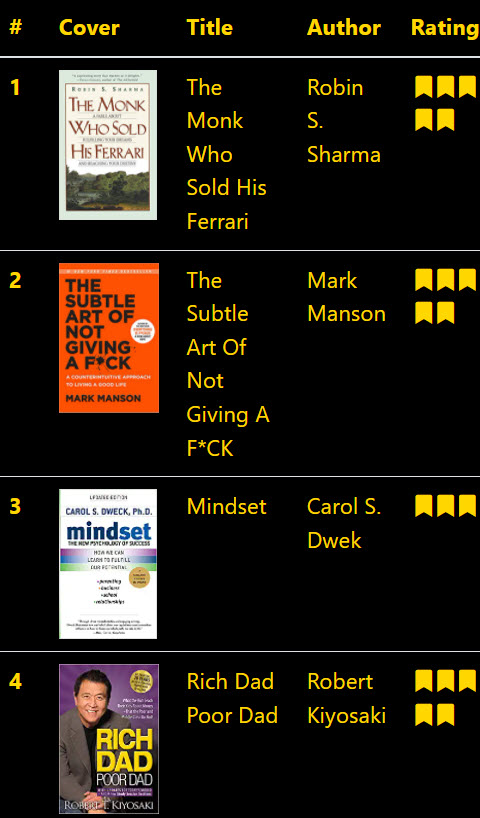 # Cover Title Author Rating
1
ROBIN S. SHARMA
THE MONK
WHO SOLD
HIS FERRARI
The
Monk
Who
Sold His
Ferrari
Robin
S.
Sharma
2
THE
SUBTLE
ART OF
NOT
GIVING
A F*CK
A COUNTERINTUITIVE APPROACH
TO LIVING A GOOD LIFE
MARK MANSON
The
Subtle
Art Of
Not
Giving A
F*CK
Mark
Manson
3
UPDATED EDITION
CAROL S. DWECK, Ph.D.
mindset
THE NEW PSYCHOLOGY OF SUCCESS
HOW WE CAN
LEARN TO FULFILL
OUR POTENTIAL
•parenting
•business
•school
•relationships
Mindset
Carol S.
Dwek
4
RICH
DAD
POOR DAD
ROBERT T. KIYOSAKI
Rich Dad
Poor Dad
Robert
Kiyosaki